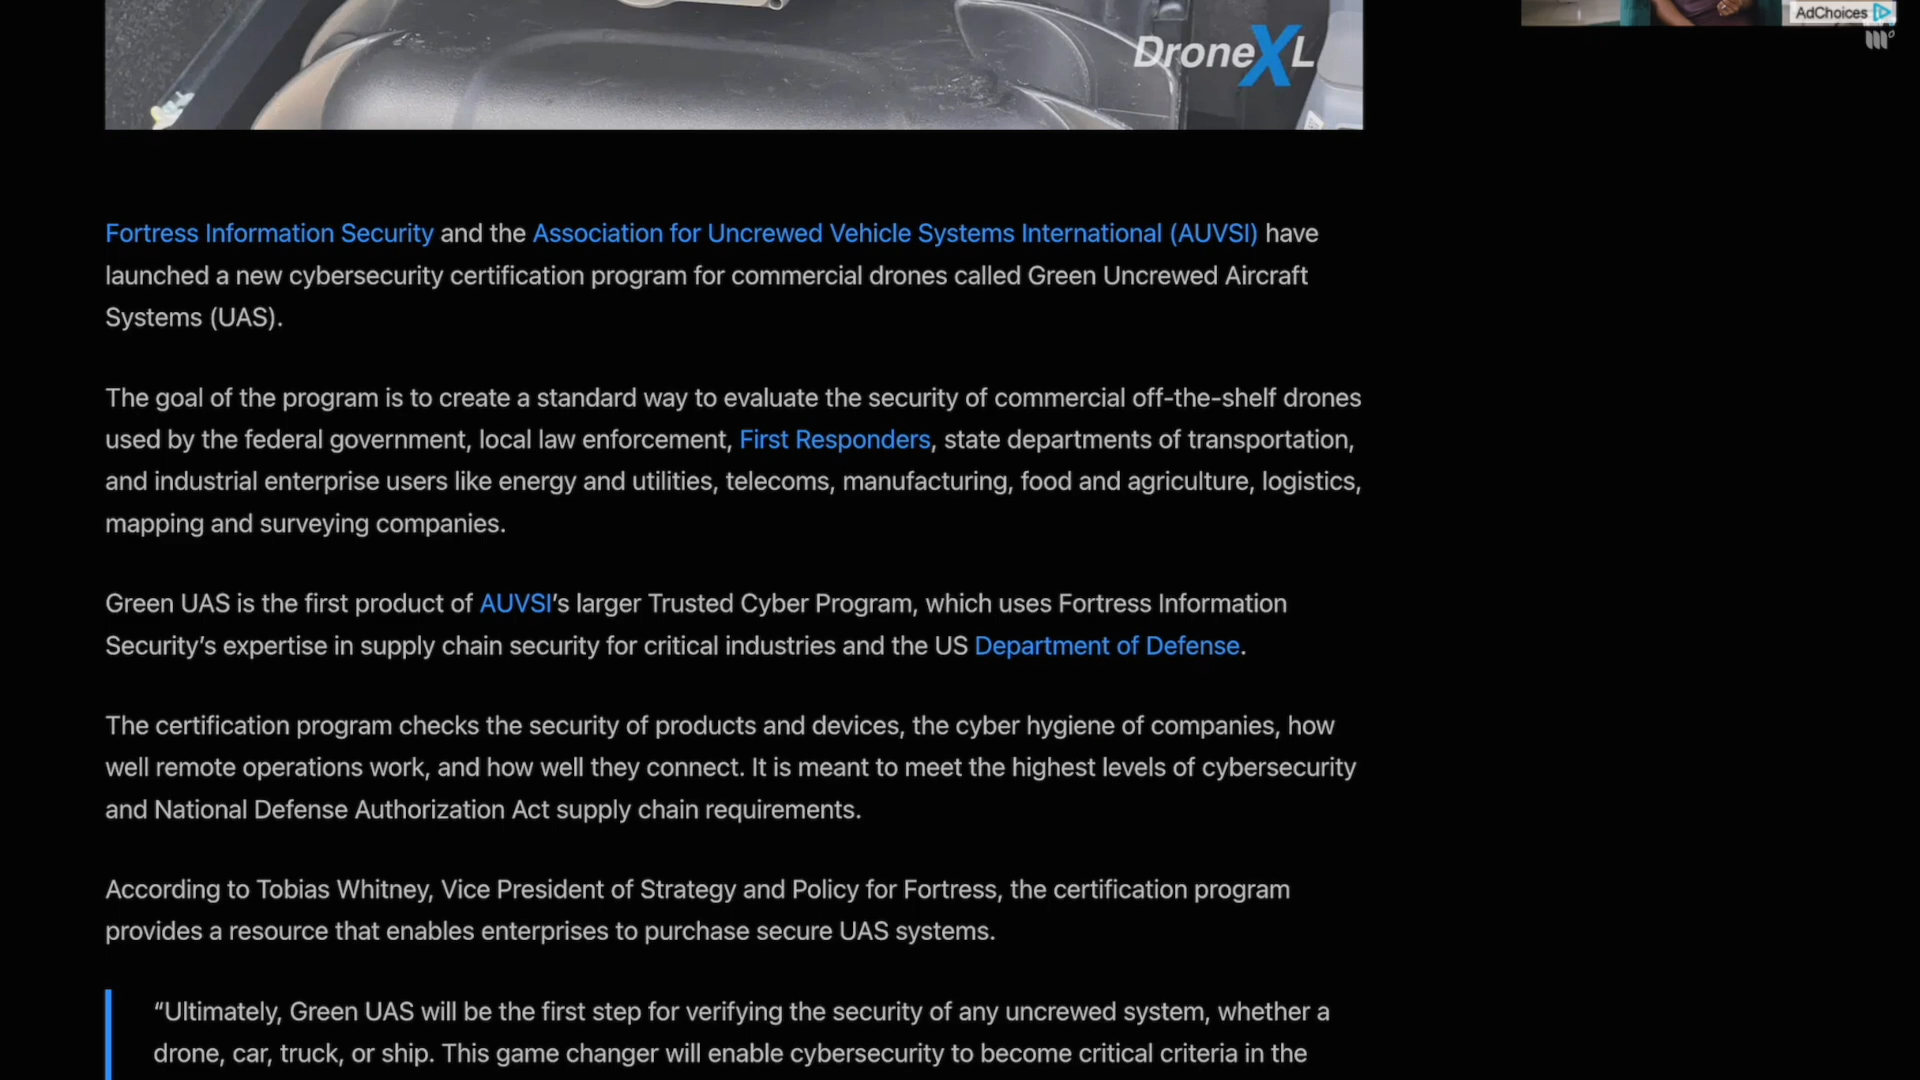 AdChoices
DroneXL
Fortress Information Security and the Association for Uncrewed Vehicle Systems International (AUVSI) have
launched a new cybersecurity certification program for commercial drones called Green Uncrewed Aircraft
Systems (UAS).
The goal of the program is to create a standard way to evaluate the security of commercial off-the-shelf drones
used by the federal government, local law enforcement, First Responders, state departments of transportation,
and industrial enterprise users like energy and utilities, telecoms, manufacturing, food and agriculture, logistics,
mapping and surveying companies.
Green UAS is the first product of AUVSI’s larger Trusted Cyber Program, which uses Fortress Information
Security’s expertise in supply chain security for critical industries and the US Department of Defense.
The certification program checks the security of products and devices, the cyber hygiene of companies, how
well remote operations work, and how well they connect. It is meant to meet the highest levels of cybersecurity
and National Defense Authorization Act supply chain requirements.
According to Tobias Whitney, Vice President of Strategy and Policy for Fortress, the certification program
provides a resource that enables enterprises to purchase secure UAS systems.
“Ultimately, Green UAS will be the first step for verifying the security of any uncrewed system, whether a
drone, car, truck, or ship. This game changer will enable cybersecurity to become critical criteria in the